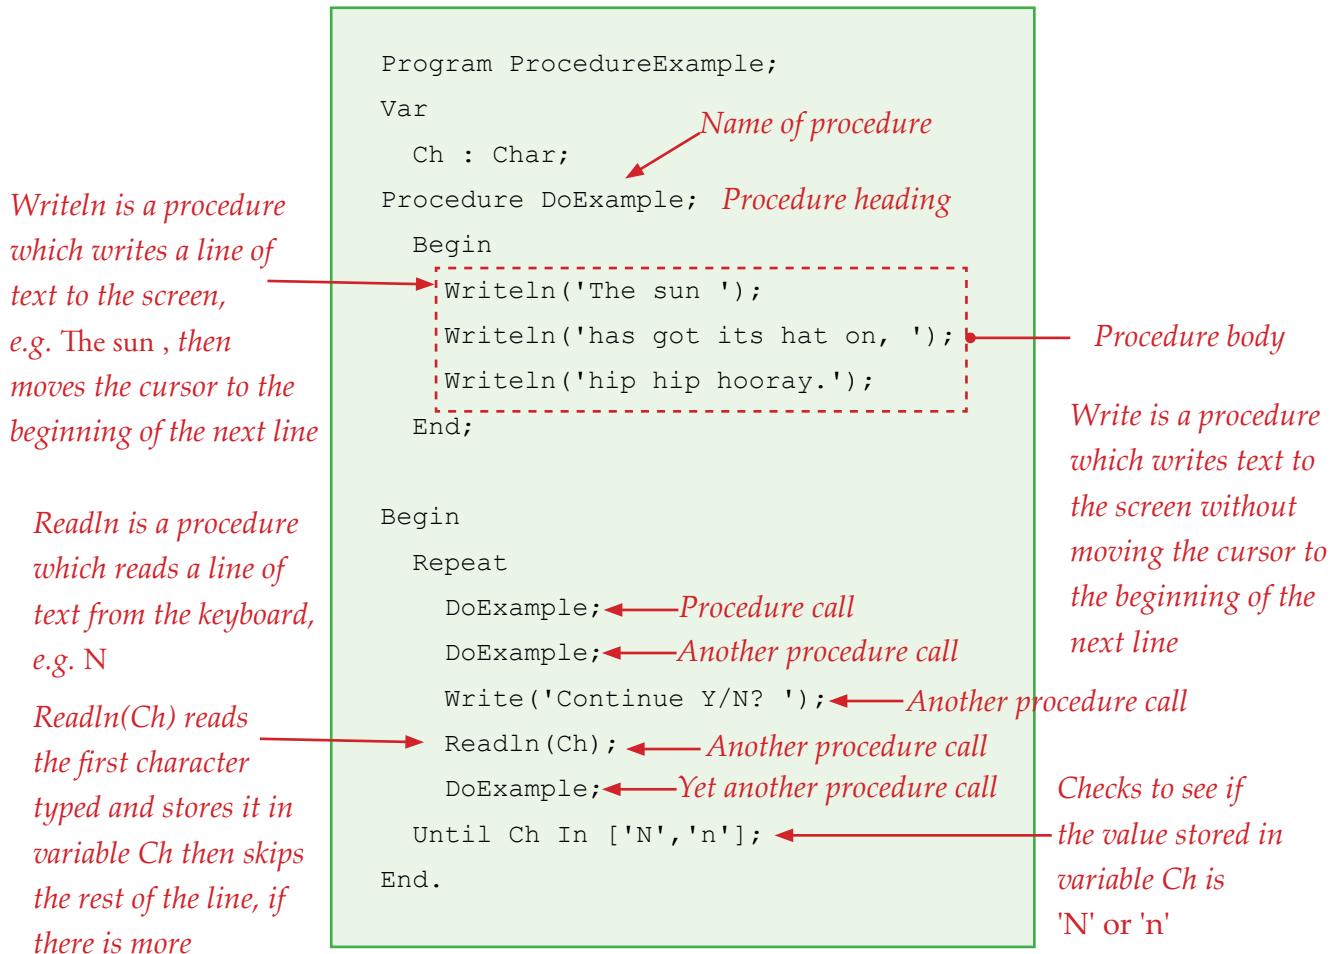 Program ProcedureExample;
Var
Name of procedure
Ch : Char;
Procedure DoExample; Procedure heading
Begin
Writeln('The sun ');
Writeln('has got its hat on, ');
Writeln('hip hip hooray.');
End;
Begin
Repeat
DoExample; Procedure call
DoExample; Another procedure call
Write('Continue Y/N? '); Another procedure call
Readln(Ch); Another procedure call
DoExample; Yet another procedure call
Until Ch In ['N','n'];
End.
Writeln is a procedure
which writes a line of
text to the screen,
e.g. The sun , then
moves the cursor to the
beginning of the next line
Readln is a procedure
which reads a line of
text from the keyboard,
e.g. N
Readln(Ch) reads
the first character
typed and stores it in
variable Ch then skips
the rest of the line, if
there is more
Procedure body
Write is a procedure
which writes text to
the screen without
moving the cursor to
the beginning of the
next line
Checks to see if
the value stored in
variable Ch is
'N' or 'n'